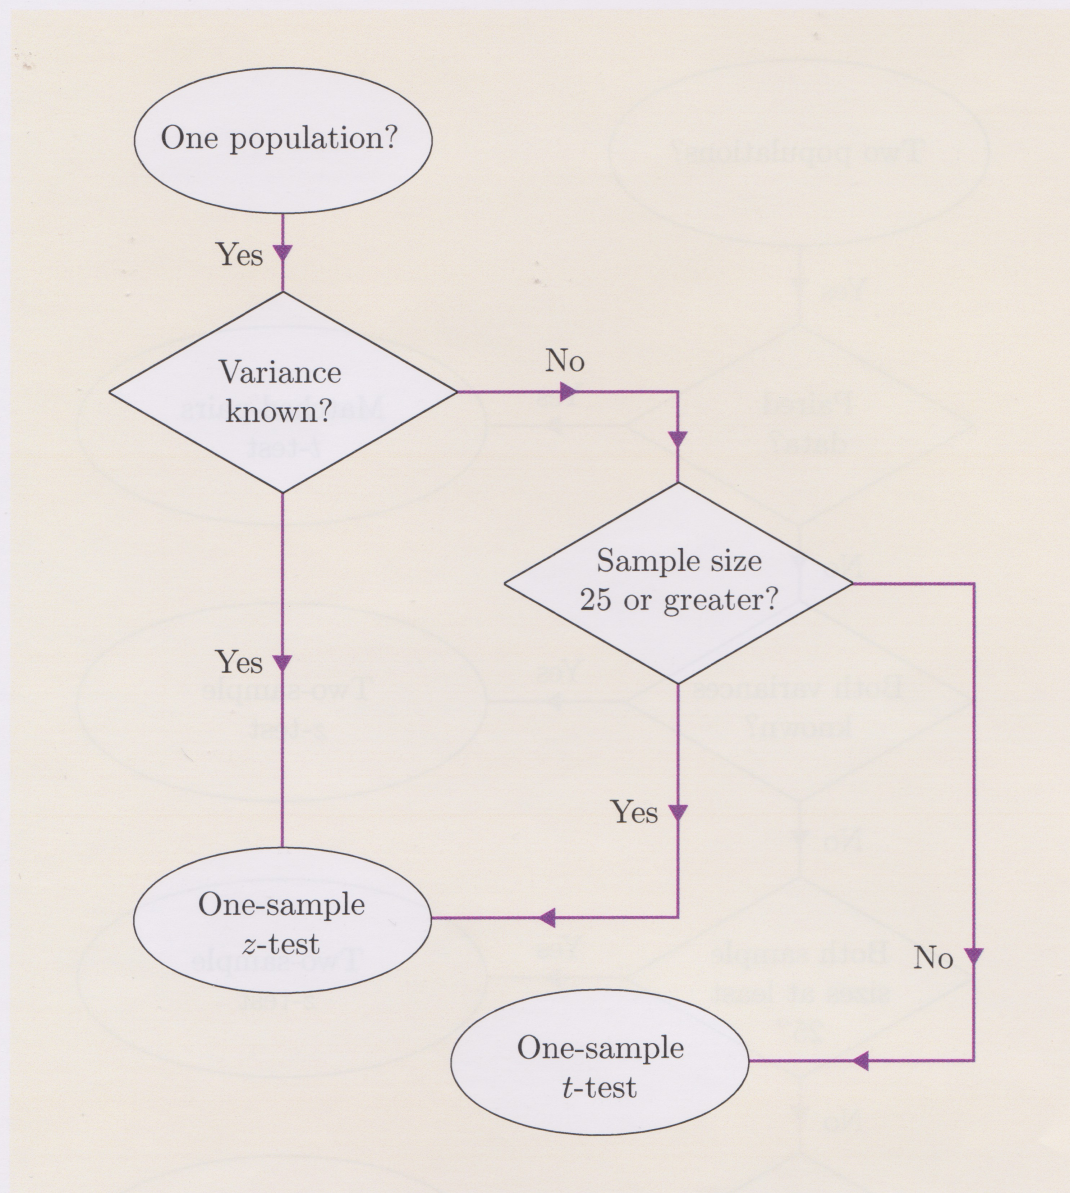 One population?
Yes
Variance
known?
No
Sample size
25 or greater?
Yes
Yes
One-sample
z-test
No
One-sample
t-test